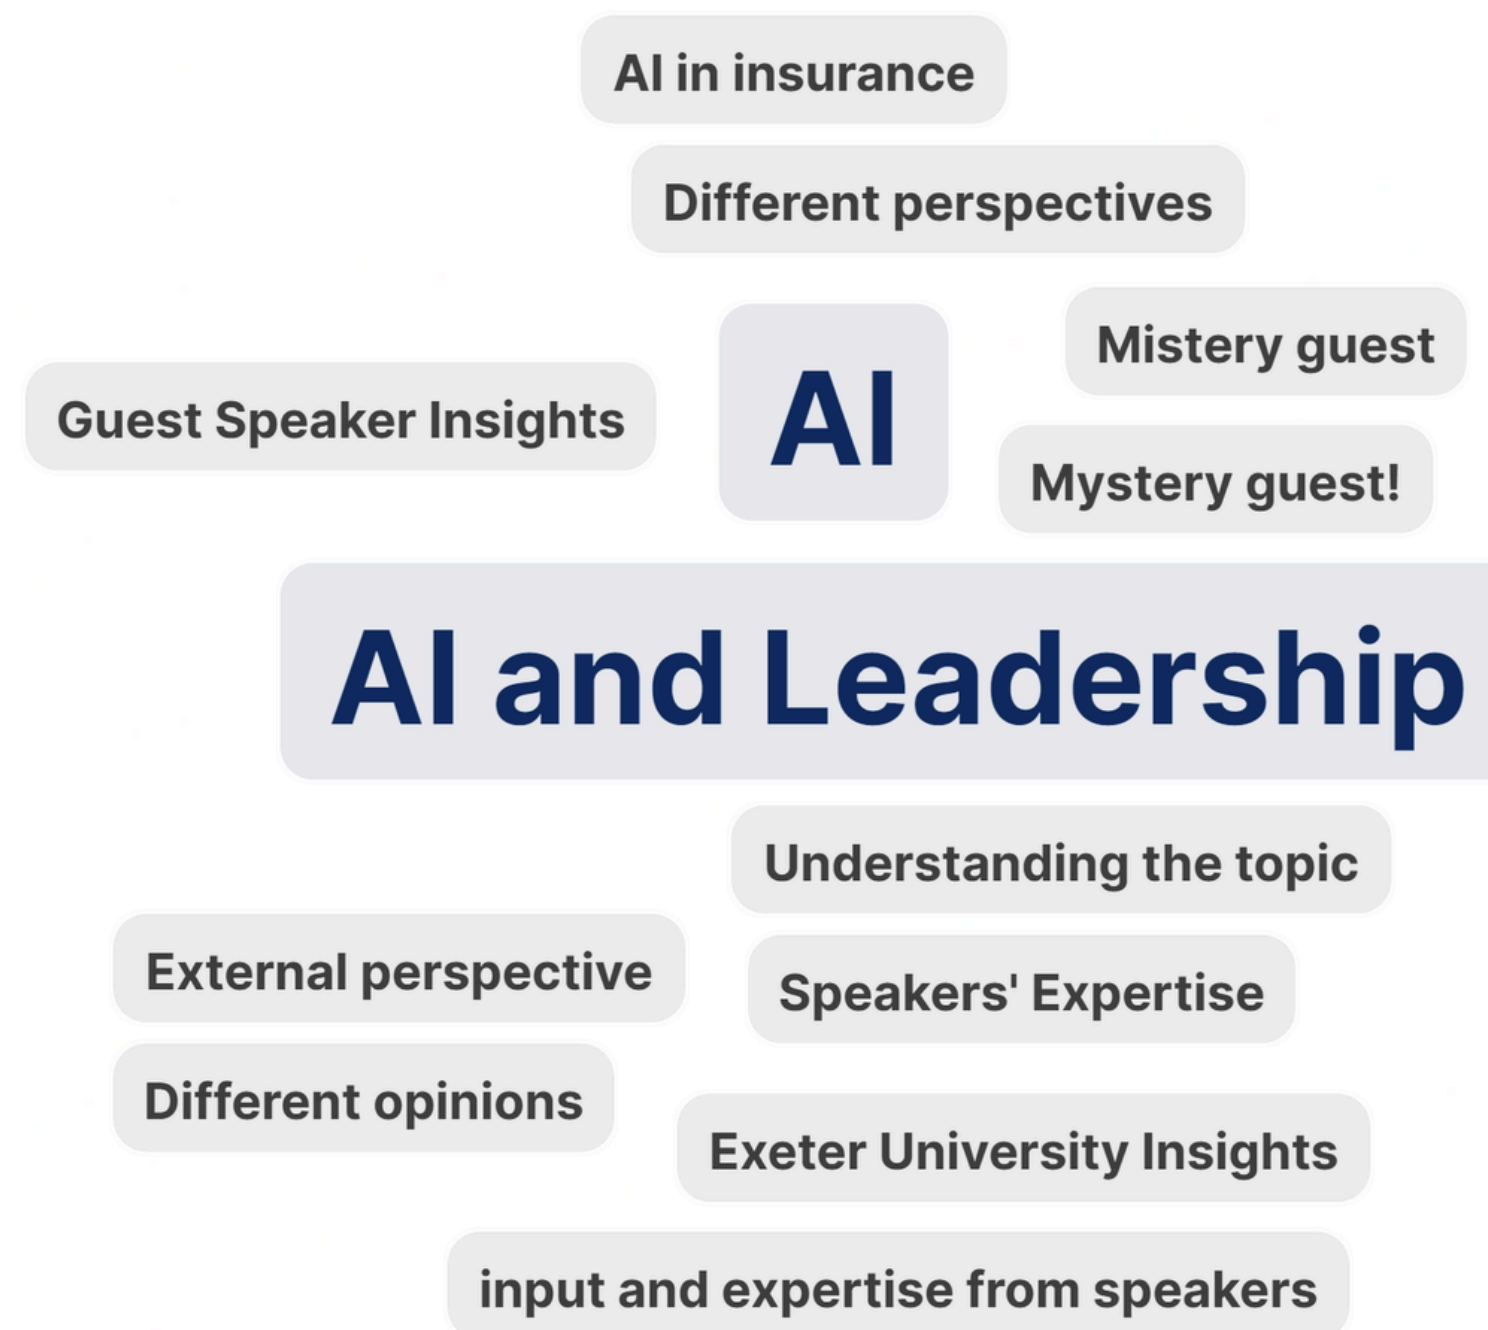 AI in insurance
Different perspectives
Mistery guest
Guest Speaker Insights
AI
Mystery guest!
AI and Leadership
Understanding the topic
External perspective
Speakers' Expertise
Different opinions
Exeter University Insights
input and expertise from speakers